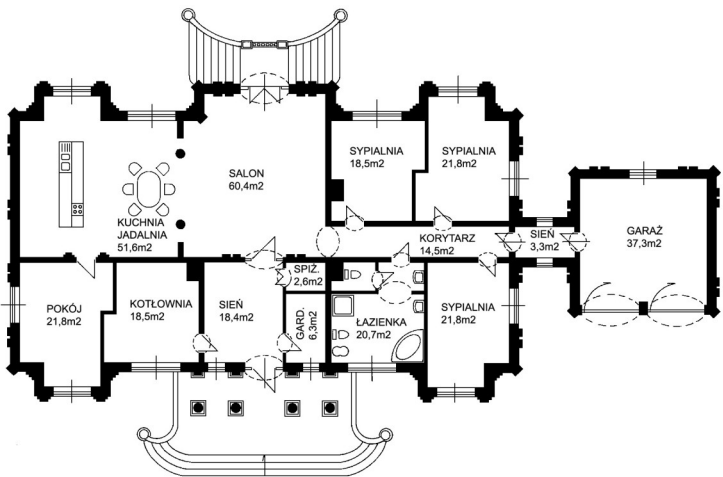 SYPIALNIA
18,5m2
SYPIALNIA
21,8m2
SALON
60,4m2
KUCHNIA
JADALNIA
51,6m2
KORYTARZ
14,5m2
SIEŃ
3,3m2
GARAŻ
37,3m2
POKÓJ
21,8m2
KOTŁOWNIA
18,5m2
SIEŃ
18,4m2
SPIŻ.
2,6m2
GARD.
6,3m2
ŁAZIENKA
20,7m2
SYPIALNIA
21,8m2